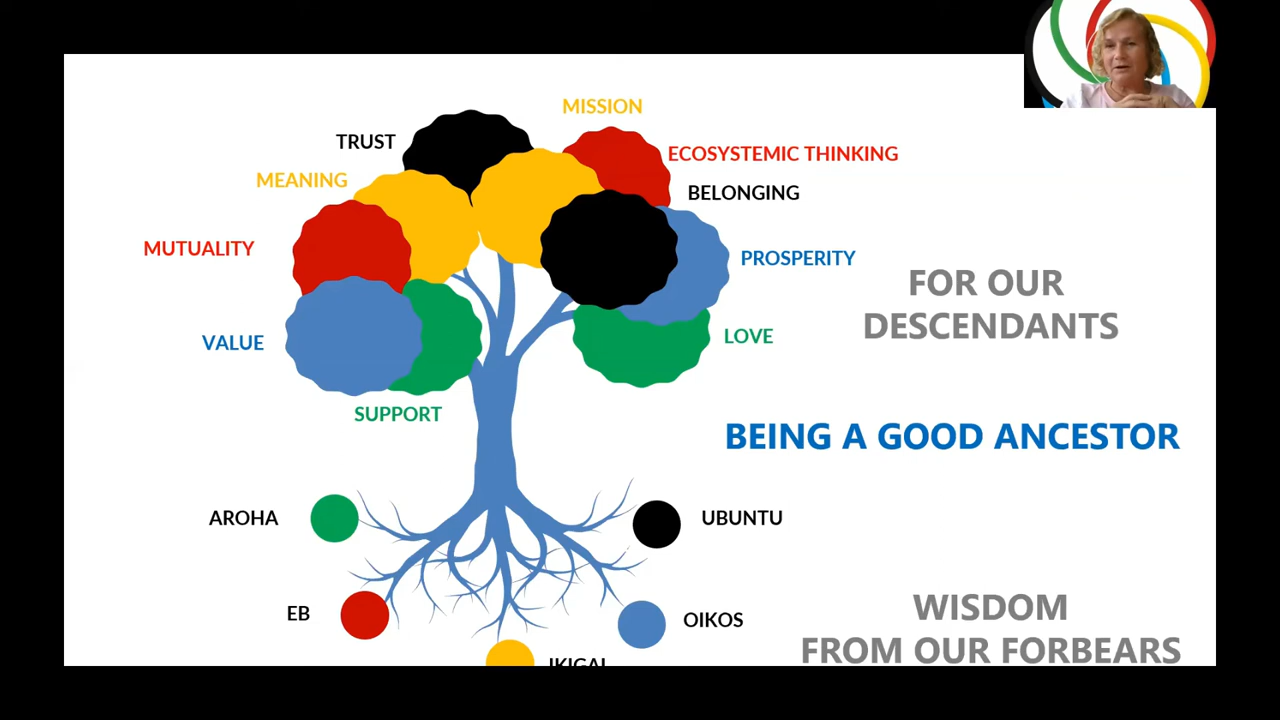 MISSION
TRUST
ECOSYSTEMIC THINKING
MEANING
BELONGING
MUTUALITY
PROSPERITY
VALUE
LOVE
SUPPORT
FOR OUR
DESCENDANTS
BEING A GOOD ANCESTOR
AROHA
UBUNTU
EB
OIKOS
IKIGAI
WISDOM
FROM OUR FORBEARS